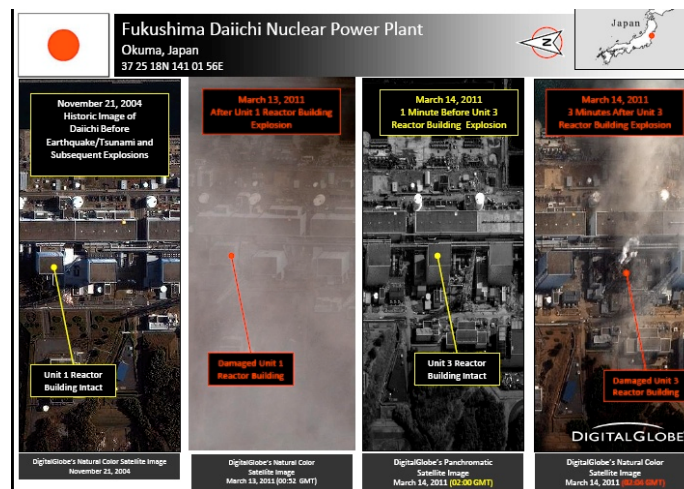 Fukushima Daiichi Nuclear Power Plant
Okuma, Japan
37 25 18N 141 01 56E
N
Japan
November 21, 2004
Historic Image of
Daiichi Before
Earthquake/Tsunami and
Subsequent Explosions
Unit 1 Reactor
Building Intact
DigitalGlobe's Natural Color Satellite Image
November 21, 2004
March 13, 2011
After Unit 1 Reactor Building
Explosion
Damaged Unit 1
Reactor Building
DigitalGlobe's Natural Color
Satellite Image
March 13, 2011 (00:52 GMT)
March 14, 2011
1 Minute Before Unit 3
Reactor Building Explosion
Unit 3 Reactor
Building Intact
DigitalGlobe's Panchromatic
Satellite Image
March 14, 2011 (02:00 GMT)
March 14, 2011
3 Minutes After Unit 3
Reactor Building Explosion
Damaged Unit 3
Reactor Building
DIGITALGLOBE
DigitalGlobe's Natural Color
Satellite Image
March 14, 2011 (02:04 GMT)